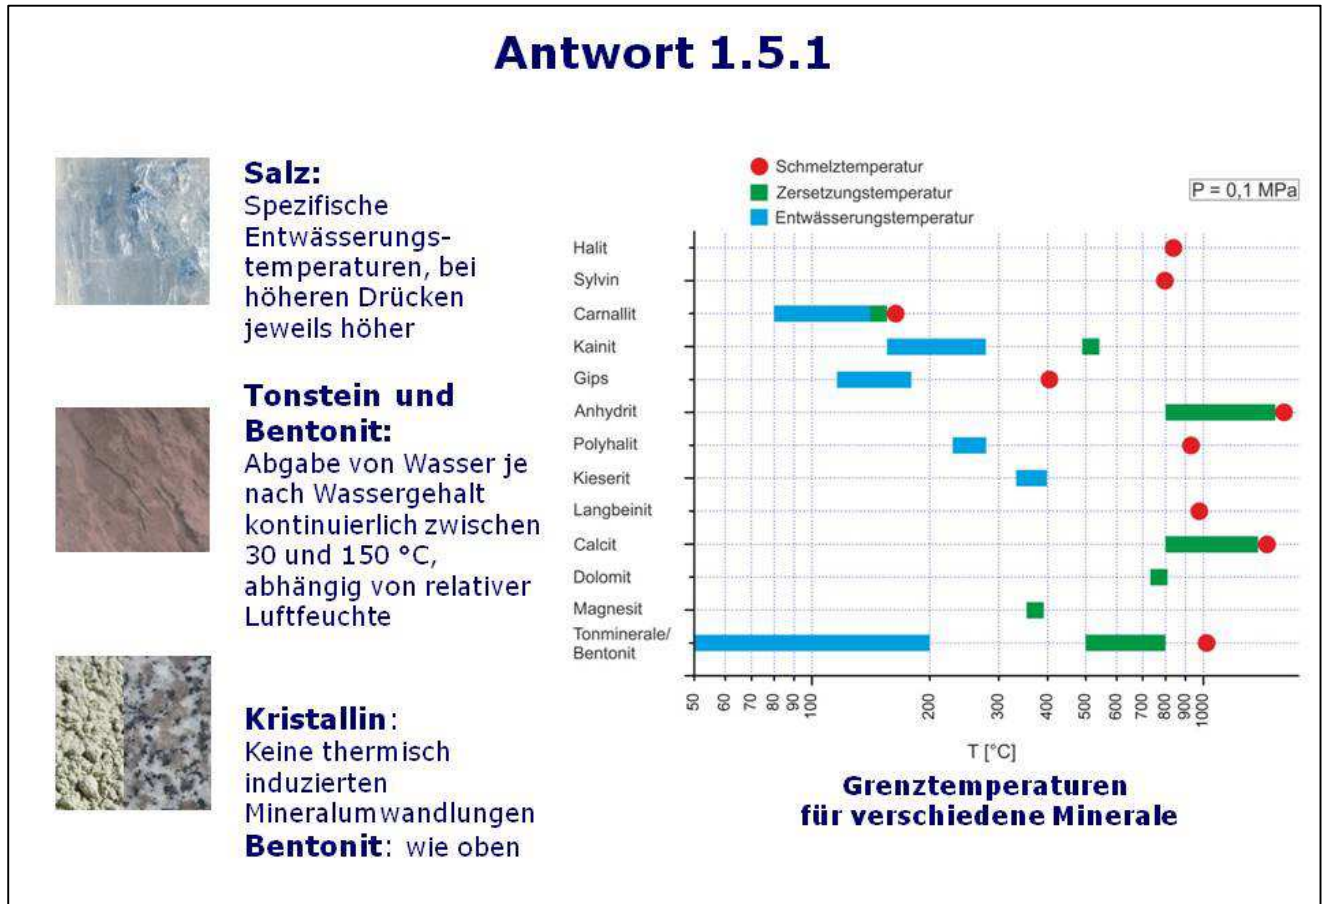 Antwort 1.5.1
Salz:
Spezifische
Entwässerungs-
temperaturen, bei
höheren Drücken
jeweils höher
Tonstein und
Bentonit:
Abgabe von Wasser je
nach Wassergehalt
kontinuierlich zwischen
30 und 150 °C,
abhängig von relativer
Luftfeuchte
Kristallin:
Keine thermisch
induzierten
Mineralumwandlungen
Bentonit: wie oben
Schmelztemperatur
Zersetzungstemperatur
Entwässerungstemperatur
P = 0,1 MPa
Halit
Sylvin
Carnallit
Kainit
Gips
Anhydrit
Polyhalit
Kieserit
Langbeinit
Calcit
Dolomit
Magnesit
Tonminerale/
Bentonit
50 60 70 80 90 100 200 300 400 500 600 700 800 900 1000
T [°C]
Grenztemperaturen
für verschiedene Minerale